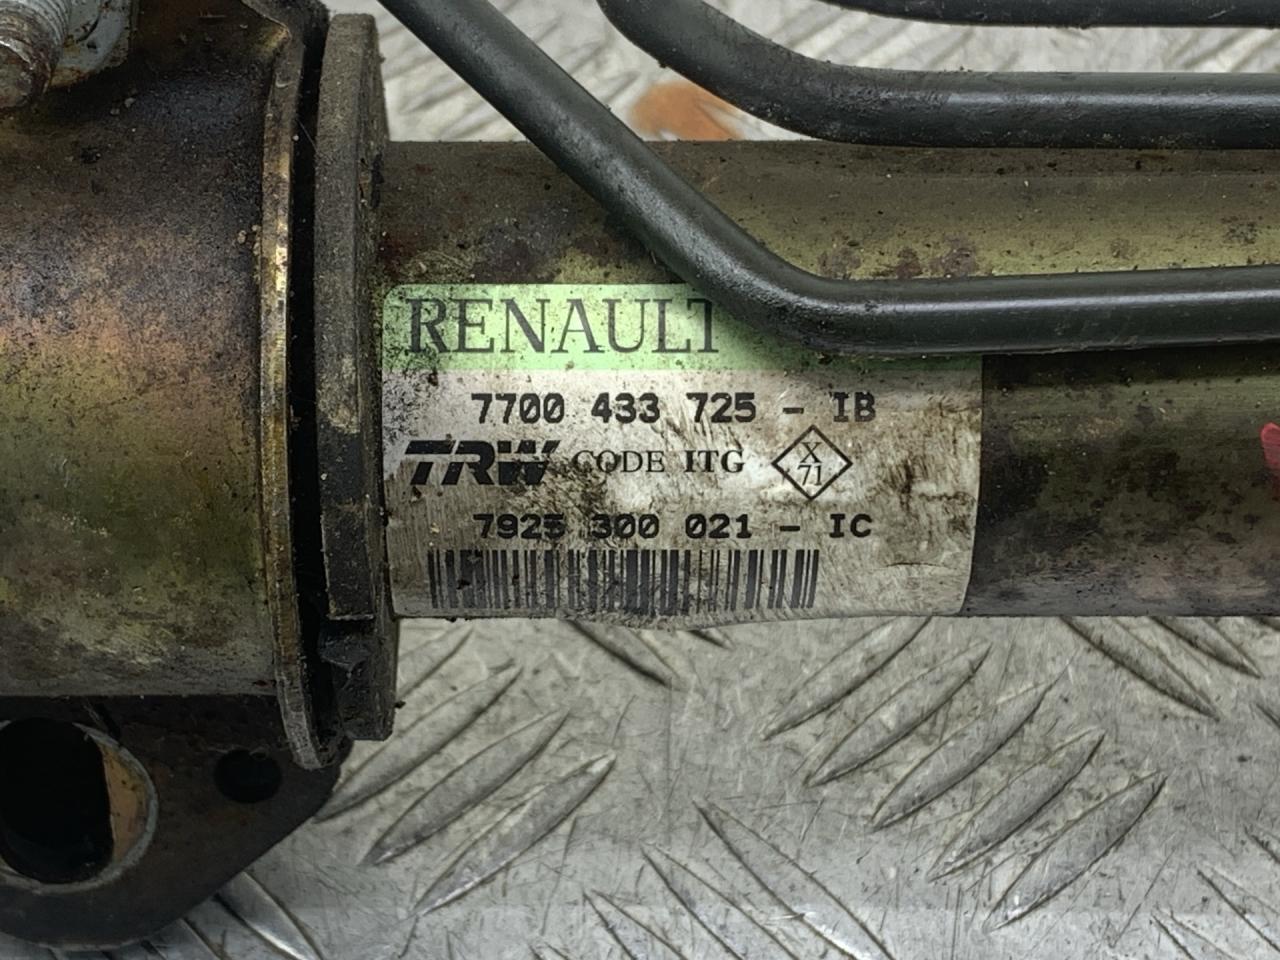 RENAULT
7700 433 725 - IB
TRW CODE ITG X 71
7925 300 021 - IC